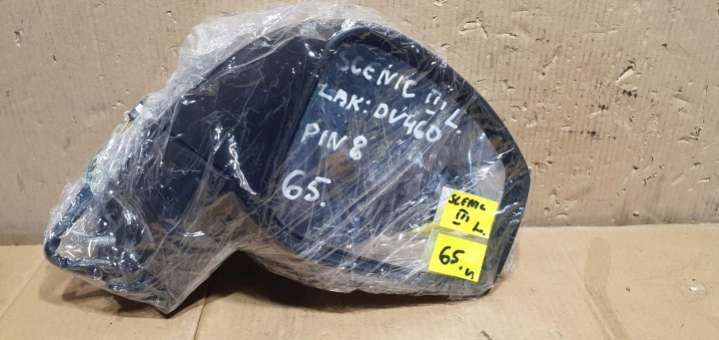 SCENIC III L.
LAK: DV460
PIN 8
65.
SCENIC
III L.
65.